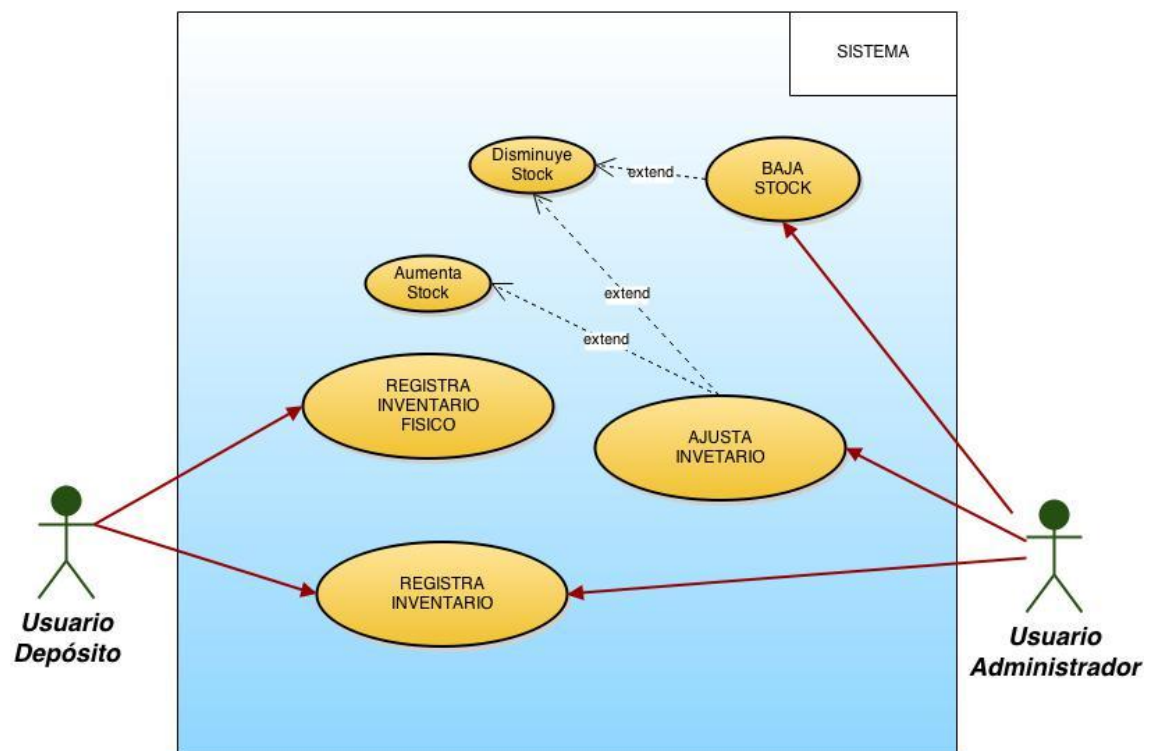 SISTEMA
Disminuye
Stock
extend
BAJA
STOCK
Aumenta
Stock
extend
extend
REGISTRA
INVENTARIO
FISICO
AJUSTA
INVETARIO
REGISTRA
INVENTARIO
Usuario
Depósito
Usuario
Administrador